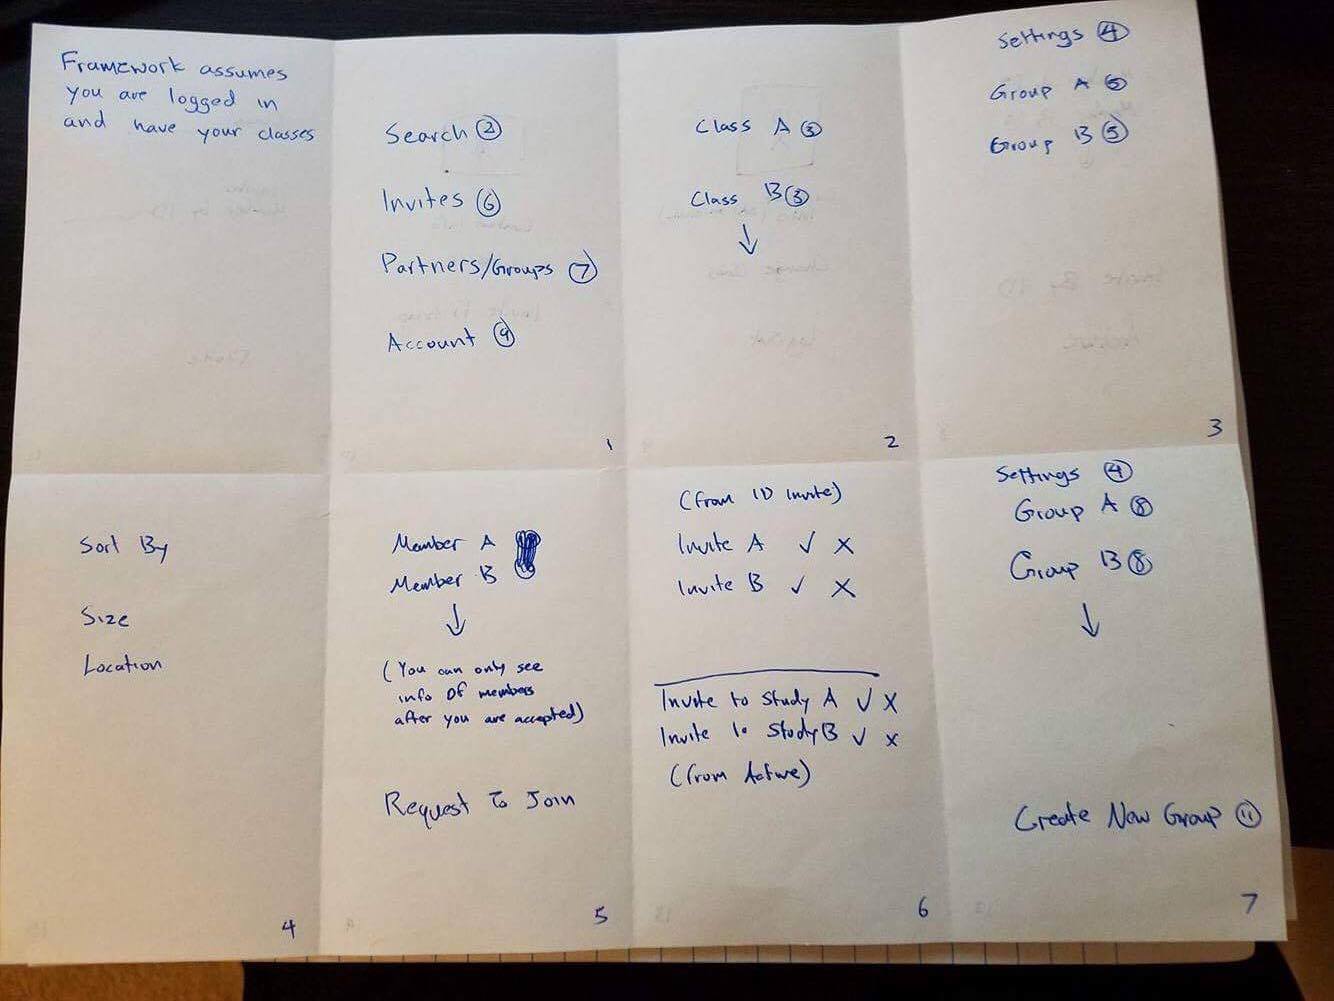 Framework assumes
you are logged in
and have your classes
Search ②
Invites ⑥
Partners/Groups ⑦
Account ⑨
1
Class A ③
Class B ③
↓
2
Settings ④
Group A ⑤
Group B ⑤
3
Sort By
Size
Location
4
Member A
Member B
↓
(You can only see
info of members
after you are accepted)
Request To Join
5
(from ID Invite)
Invite A ✓ X
Invite B ✓ X
Invite to Study A ✓ X
Invite to Study B ✓ X
(from Active)
6
Settings ④
Group A ⑧
Group B ⑧
↓
Create New Group ⑪
7